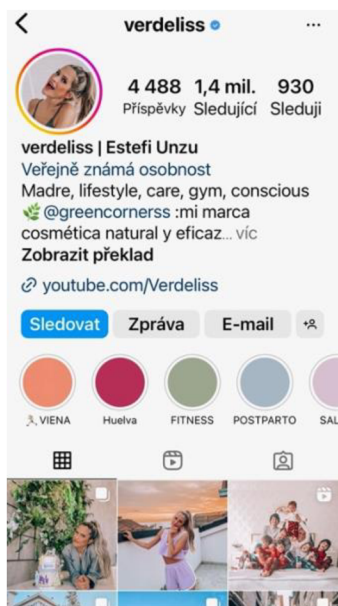 verdeliss
4 488 1,4 mil. 930
Příspěvky Sledující Sleduji
verdeliss | Estefi Unzu
Veřejně známá osobnost
Madre, lifestyle, care, gym, conscious
🌿 @greencornerss :mi marca
cosmética natural y eficaz... víc
Zobrazit překlad
youtube.com/Verdeliss
Sledovat Zpráva E-mail
VIENA Huelva FITNESS POSTPARTO SAL